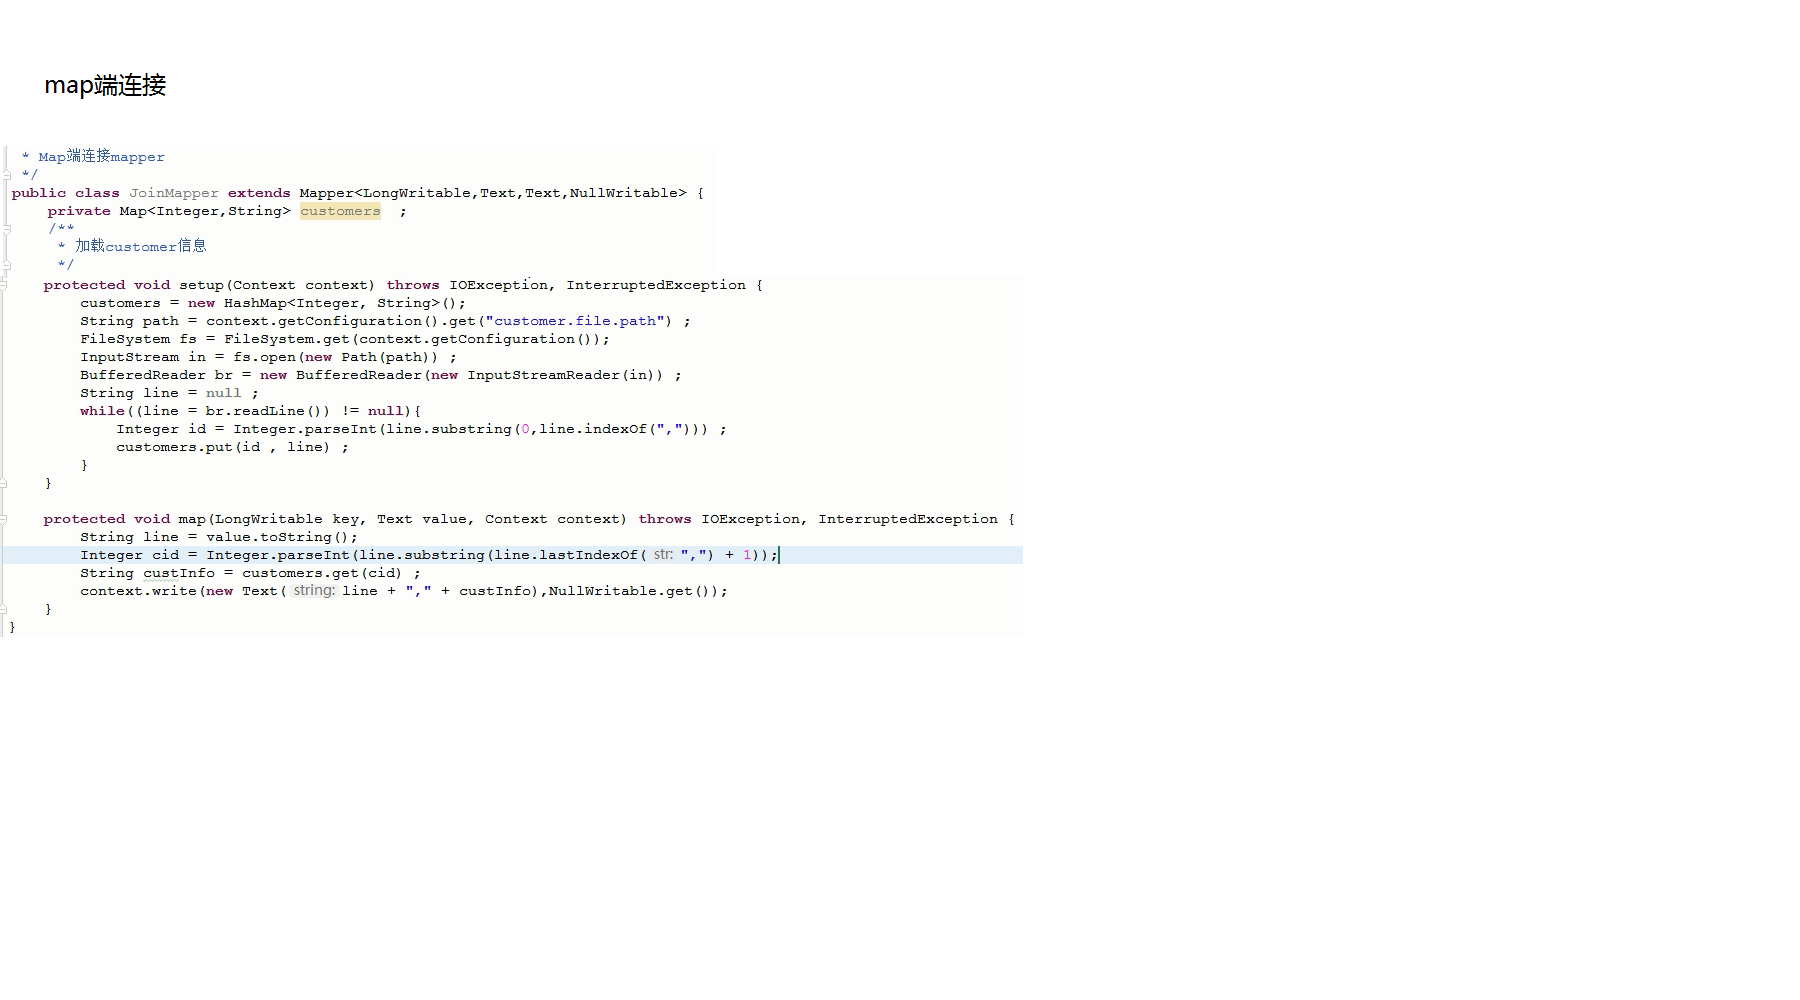 map端连接
* Map端连接mapper
*/
public class JoinMapper extends Mapper<LongWritable,Text,Text,NullWritable> {
private Map<Integer,String> customers  ;
/**
* 加载customer信息
*/
protected void setup(Context context) throws IOException, InterruptedException {
customers = new HashMap<Integer, String>();
String path = context.getConfiguration().get("customer.file.path") ;
FileSystem fs = FileSystem.get(context.getConfiguration());
InputStream in = fs.open(new Path(path)) ;
BufferedReader br = new BufferedReader(new InputStreamReader(in)) ;
String line = null ;
while((line = br.readLine()) != null){
Integer id = Integer.parseInt(line.substring(0,line.indexOf(","))) ;
customers.put(id , line) ;
}
}
protected void map(LongWritable key, Text value, Context context) throws IOException, InterruptedException {
String line = value.toString();
Integer cid = Integer.parseInt(line.substring(line.lastIndexOf( str: ",") + 1));
String custInfo = customers.get(cid) ;
context.write(new Text( string: line + "," + custInfo),NullWritable.get());
}
}